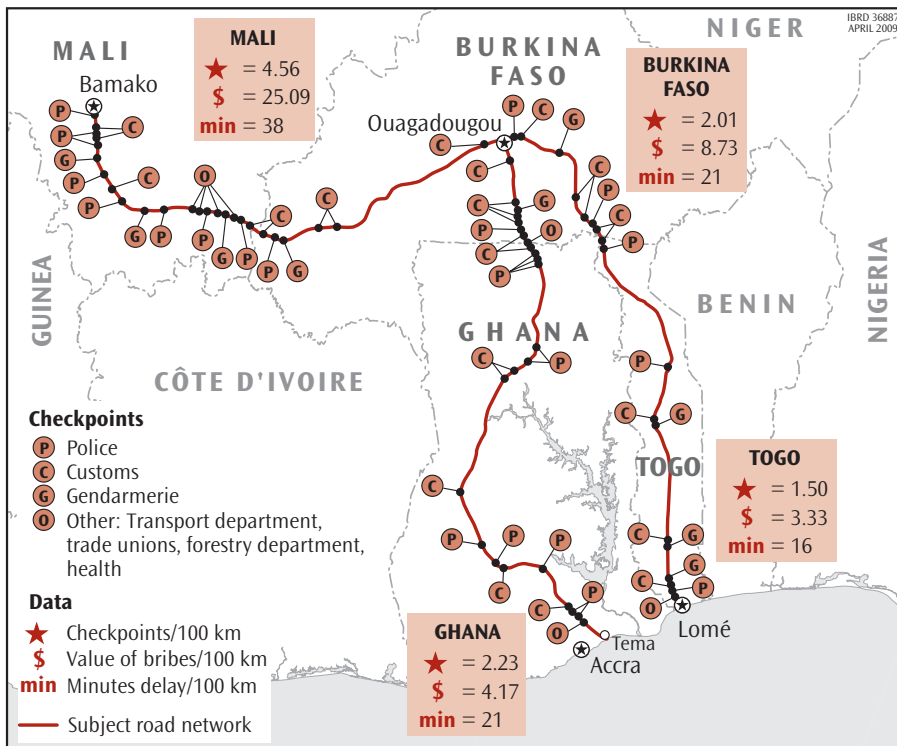 IBRD 36887
APRIL 2009
NIGER
MALI
Bamako
MALI
★ = 4.56
$ = 25.09
min = 38
BURKINA
FASO
Ouagadougou
BURKINA
FASO
★ = 2.01
$ = 8.73
min = 21
P
C
P
G
P
C
P
G
P
O
P
G
P
C
P
G
C
C
P
C
G
C
C
G
P
O
C
P
C
P
C
P
GUINEA
GHANA
BENIN
NIGERIA
CÔTE D'IVOIRE
C
P
P
C
G
TOGO
C
P
P
P
C
C
P
O
C
G
G
C
P
O
Checkpoints
P Police
C Customs
G Gendarmerie
O Other: Transport department,
trade unions, forestry department,
health
Data
★ Checkpoints/100 km
$ Value of bribes/100 km
min Minutes delay/100 km
Subject road network
TOGO
★ = 1.50
$ = 3.33
min = 16
GHANA
★ = 2.23
$ = 4.17
min = 21
Tema
Accra
Lomé